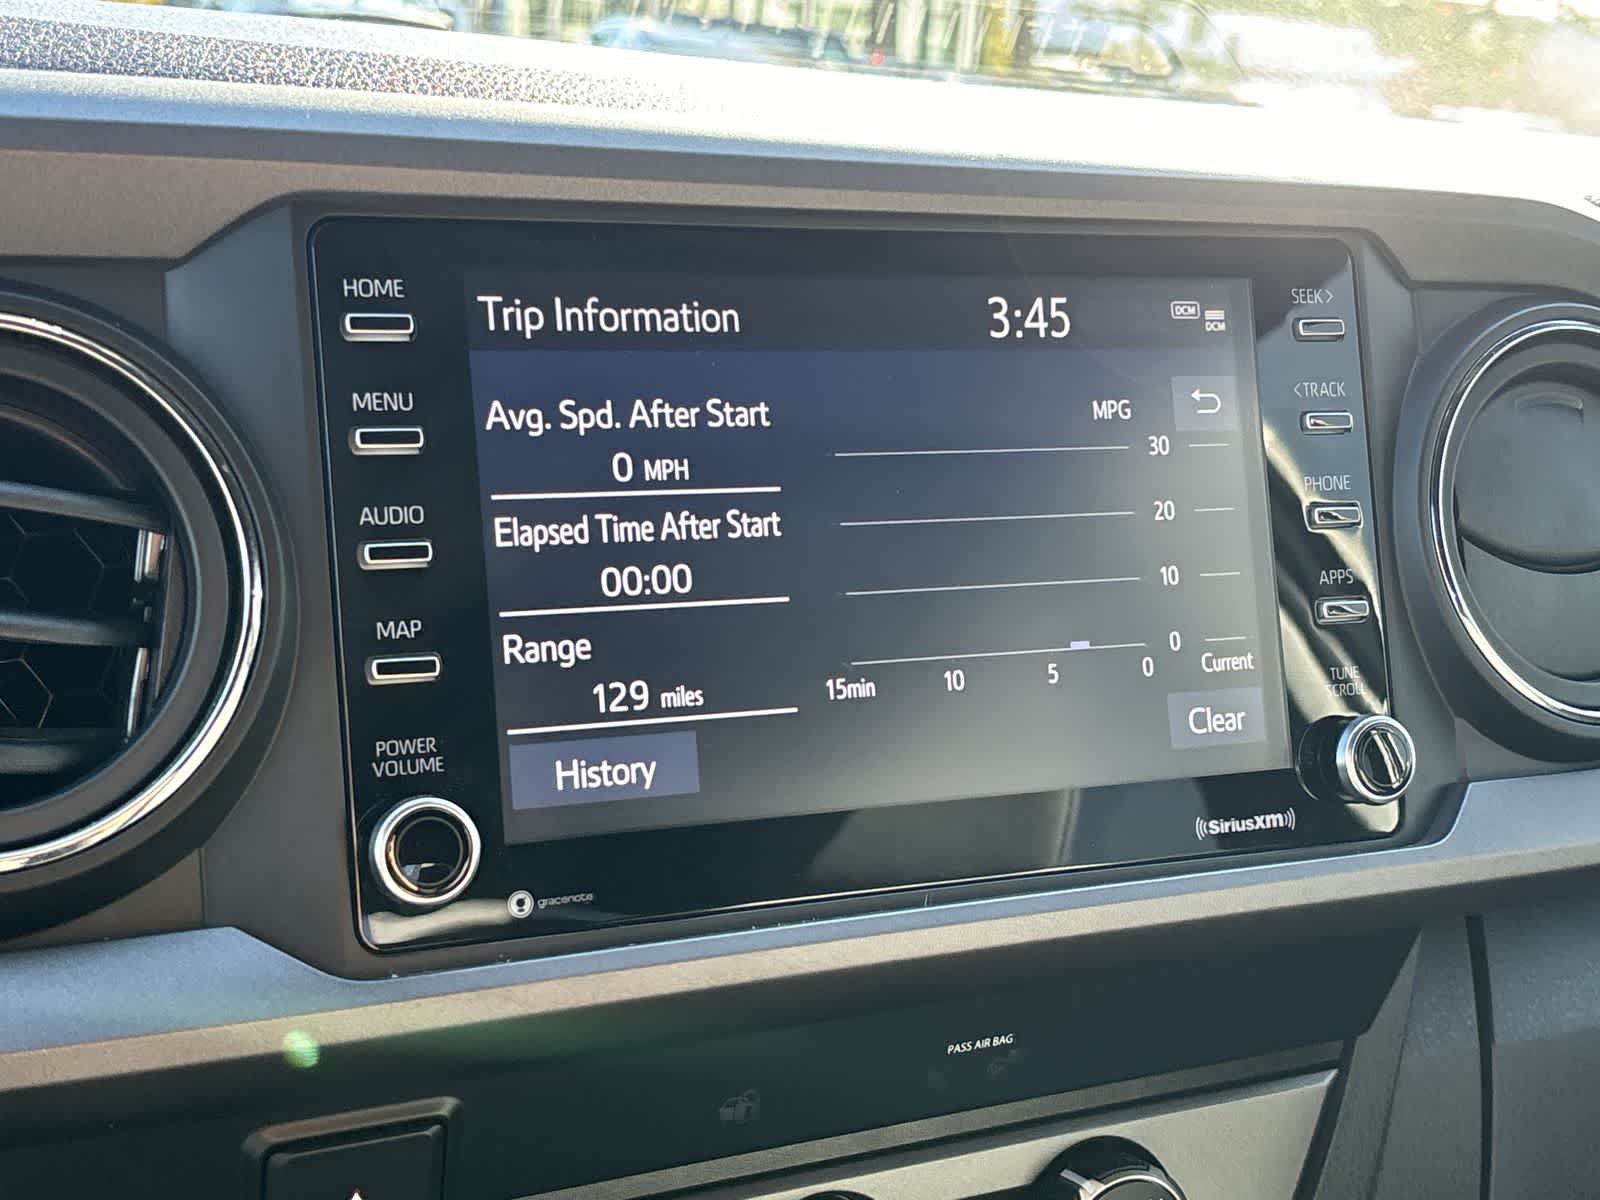 HOME
MENU
AUDIO
MAP
POWER
VOLUME
Trip Information
3:45
DCM
DCM
Avg. Spd. After Start
0 MPH
Elapsed Time After Start
00:00
Range
129 miles
History
MPG
30
20
10
0
15min 10 5 0
Current
Clear
SEEK>
<TRACK
PHONE
APPS
TUNE
SCROLL
SiriusXM
gracenote
PASS AIR BAG